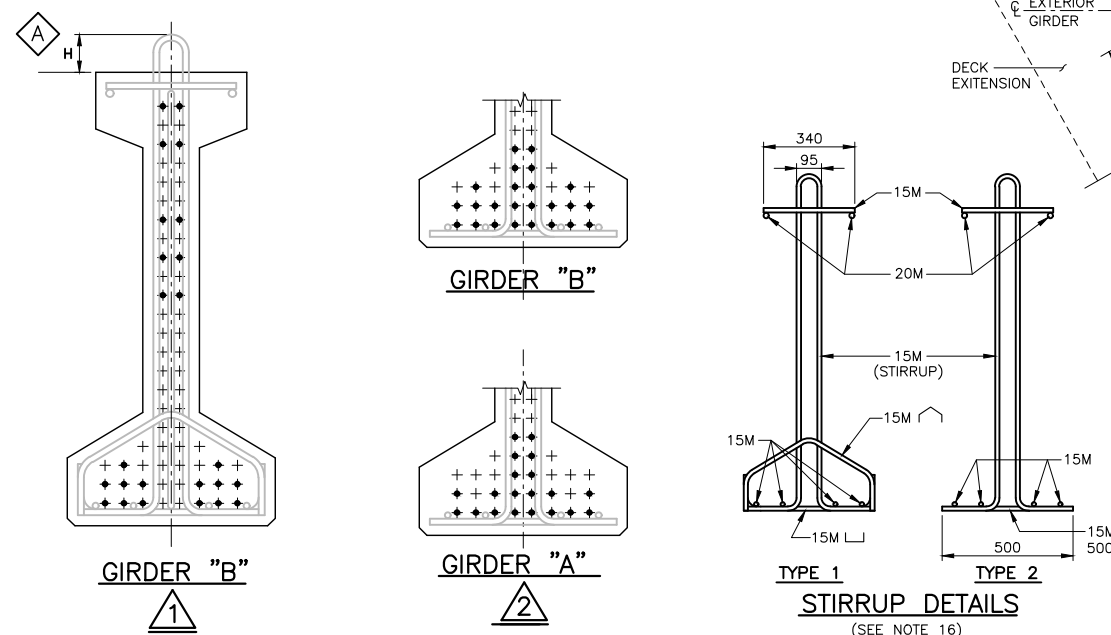 A
H
GIRDER "B"
1
GIRDER "B"
GIRDER "A"
2
℄ EXTERIOR
GIRDER
DECK
EXITENSION
340
95
15M
20M
15M
(STIRRUP)
15M
15M
15M
15M
15M
500
500
TYPE 1
TYPE 2
STIRRUP DETAILS
(SEE NOTE 16)